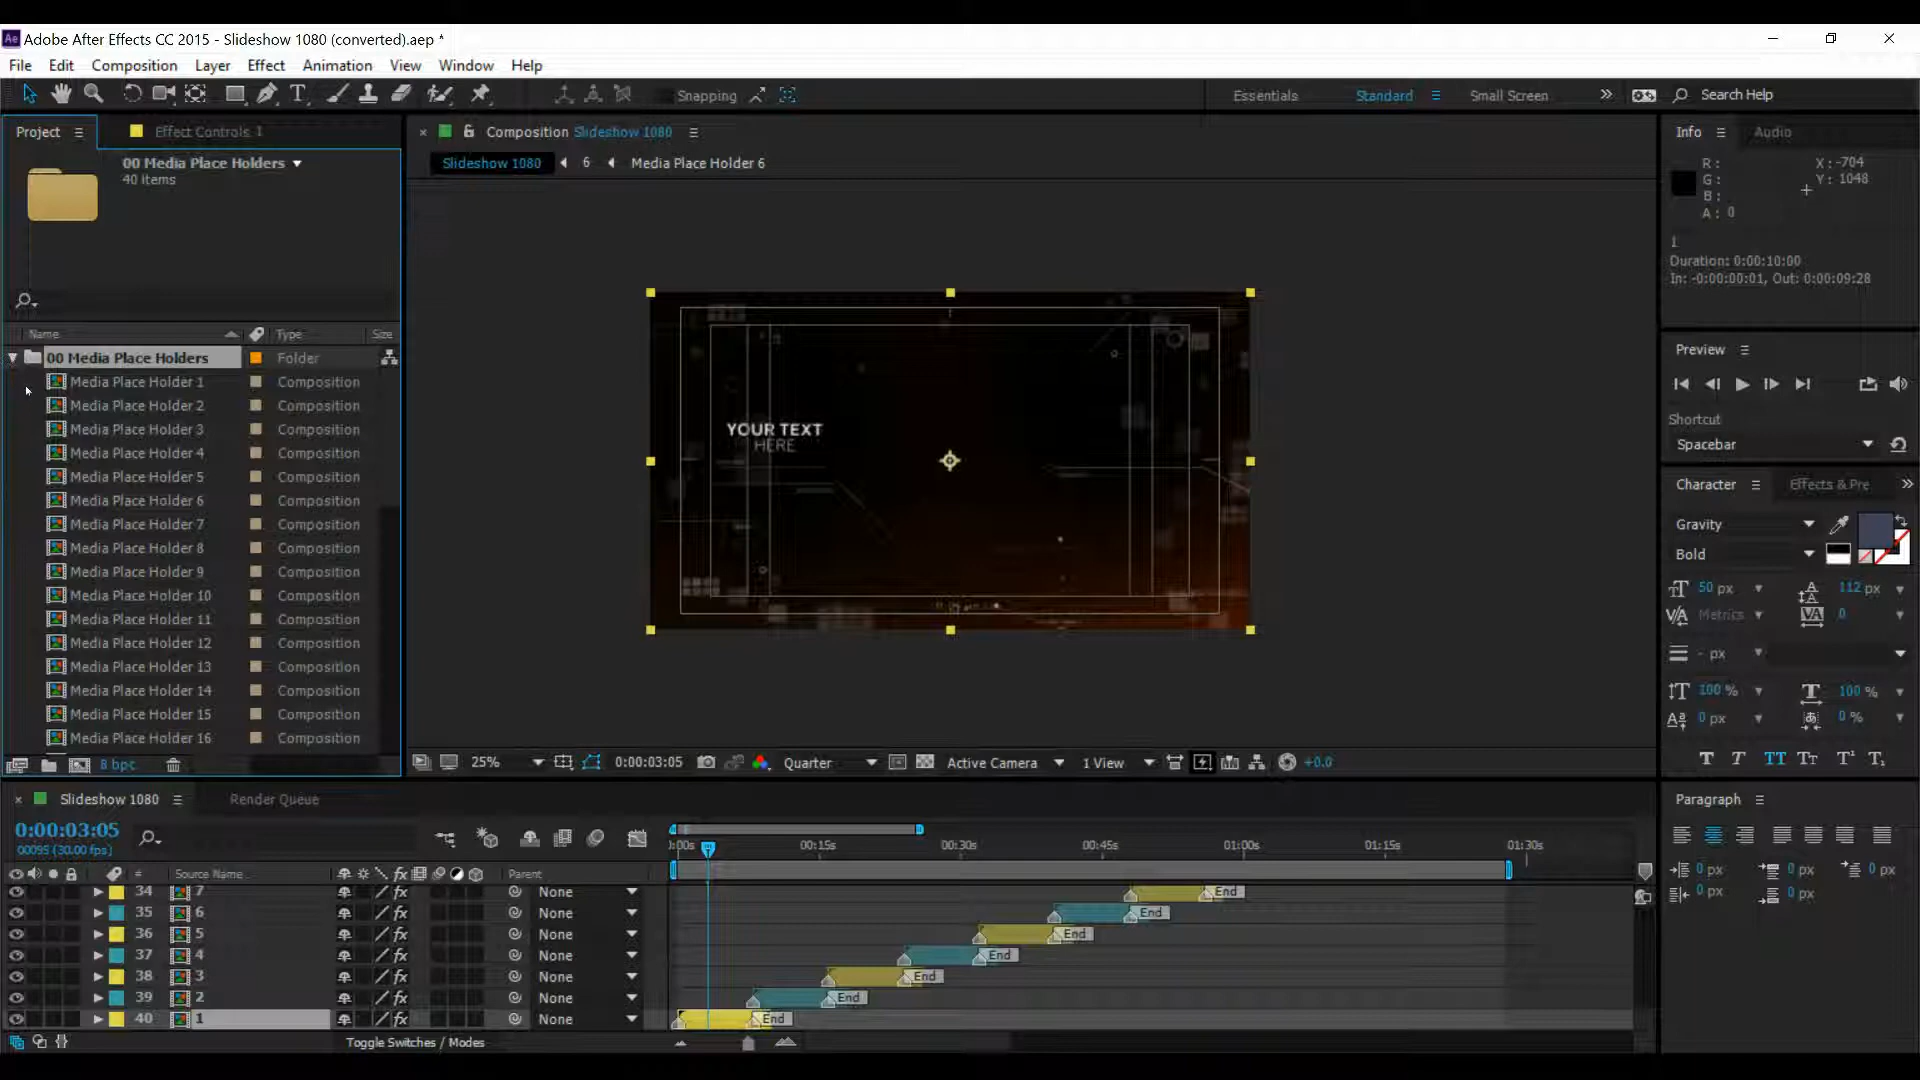 Adobe After Effects CC 2015 - Slideshow 1080 (converted).aep *
File Edit Composition Layer Effect Animation View Window Help
Snapping
Essentials Standard Small Screen Search Help
Project Effect Controls 1
00 Media Place Holders
40 items
Name Type Size
00 Media Place Holders Folder
Media Place Holder 1 Composition
Media Place Holder 2 Composition
Media Place Holder 3 Composition
Media Place Holder 4 Composition
Media Place Holder 5 Composition
Media Place Holder 6 Composition
Media Place Holder 7 Composition
Media Place Holder 8 Composition
Media Place Holder 9 Composition
Media Place Holder 10 Composition
Media Place Holder 11 Composition
Media Place Holder 12 Composition
Media Place Holder 13 Composition
Media Place Holder 14 Composition
Media Place Holder 15 Composition
Media Place Holder 16 Composition
8 bpc
Composition Slideshow 1080
Slideshow 1080 6 Media Place Holder 6
YOUR TEXT
HERE
25% 0:00:03:05 Quarter Active Camera 1 View +0.0
Info Audio
R : X : -704
G : Y : 1048
B :
A : 0
1
Duration: 0:00:10:00
In: -0:00:00:01, Out: 0:00:09:28
Preview
Shortcut
Spacebar
Character Effects & Pre
Gravity
Bold
50 px 112 px
Metrics 0
- px
100 % 100 %
0 px 0 %
T T TT Tr T¹ T₁
Paragraph
0 px 0 px 0 px
0 px 0 px
Slideshow 1080 Render Queue
0:00:03:05
00095 (30.00 fps)
:00s 00:15s 00:30s 00:45s 01:00s 01:15s 01:30s
# Source Name Parent
34 7 None End
35 6 None End
36 5 None End
37 4 None End
38 3 None End
39 2 None End
40 1 None End
Toggle Switches / Modes